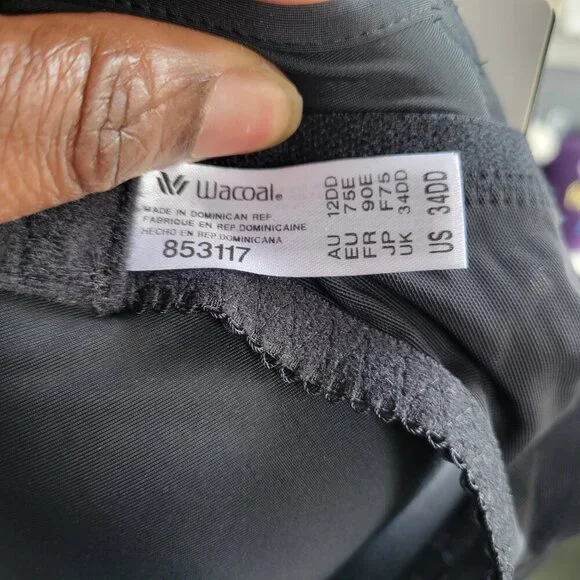 Wacoal®
MADE IN DOMINICAN REP.
FABRIQUE EN REP.DOMINICAINE
HECHO EN REP.DOMINICANA
853117
AU 12DD
EU 75E
FR 90E
JP F75
UK 34DD
US 34DD